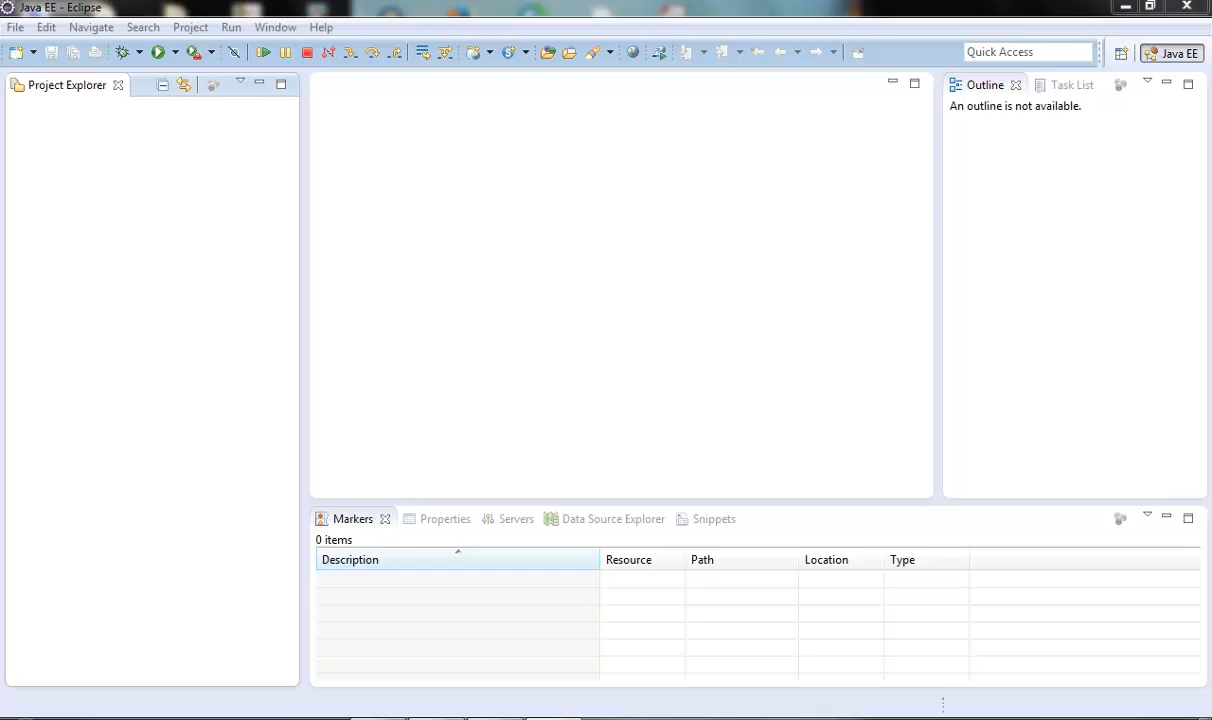 Java EE - Eclipse
File Edit Navigate Search Project Run Window Help
Quick Access
Java EE
Project Explorer
Outline Task List
An outline is not available.
Markers Properties Servers Data Source Explorer Snippets
0 items
Description Resource Path Location Type